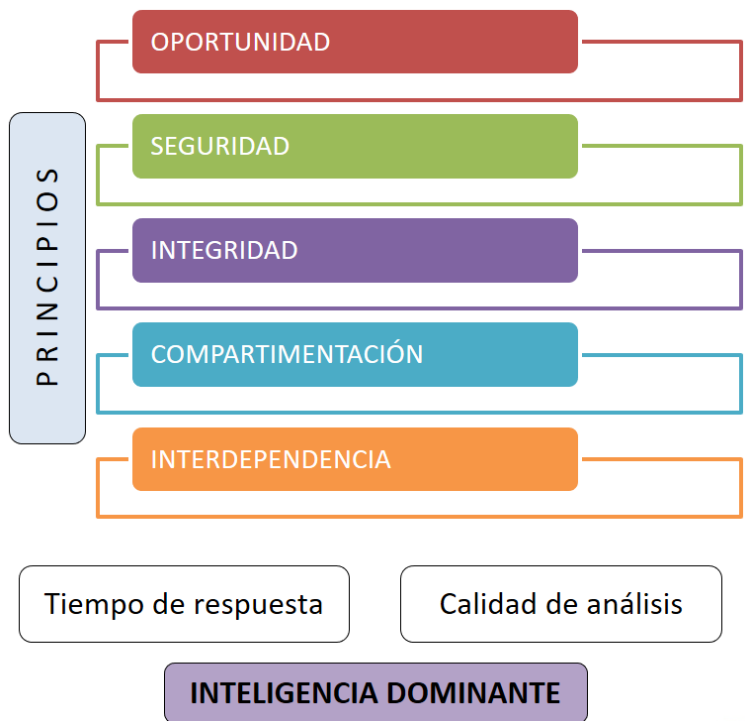 OPORTUNIDAD
SEGURIDAD
PRINCIPIOS
INTEGRIDAD
COMPARTIMENTACIÓN
INTERDEPENDENCIA
Tiempo de respuesta
Calidad de análisis
INTELIGENCIA DOMINANTE